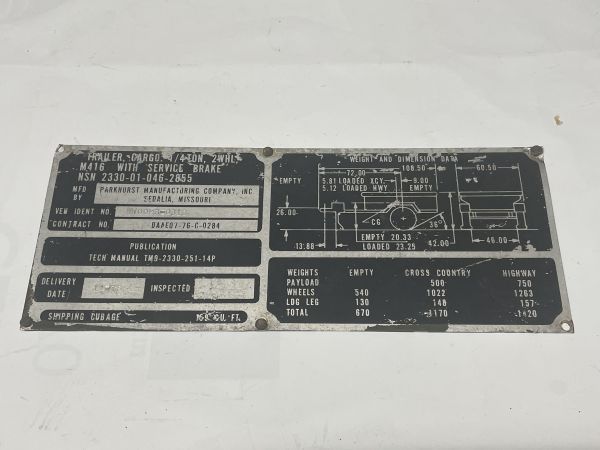 TRAILER, CARGO: 1/4 TON, 2WHL,
M416 WITH SERVICE BRAKE
NSN 2330-01-046-2855
MFD BY PARKHURST MANUFACTURING COMPANY, INC
SEDALIA, MISSOURI
VEH IDENT NO.
CONTRACT NO. DAAE07-76-C-0284
PUBLICATION
TECH MANUAL TM9-2330-251-14P
DELIVERY DATE
INSPECTED
SHIPPING CUBAGE CU. FT.
WEIGHT AND DIMENSION DATA
108.50
60.50
72.00
EMPTY 5.81 LOADED XCY 9.00
5.12 LOADED HWY. EMPTY
26.00
CG
36°
EMPTY 20.33
13.88 LOADED 23.25 42.00 46.00
WEIGHTS EMPTY CROSS COUNTRY HIGHWAY
PAYLOAD 500 750
WHEELS 540 1022 1263
LDG LEG 130 148 157
TOTAL 670 1170 1420